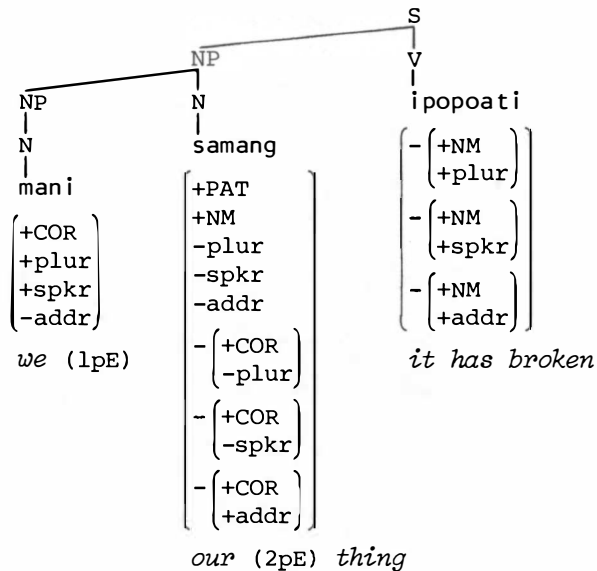 S
NP V
NP N ipopoati
N samang
mani
+COR
+plur
+spkr
-addr
we (1pE)
+PAT
+NM
-plur
-spkr
-addr
- +COR
-plur
- +COR
-spkr
- +COR
+addr
our (2pE) thing
- +NM
+plur
- +NM
+spkr
- +NM
+addr
it has broken